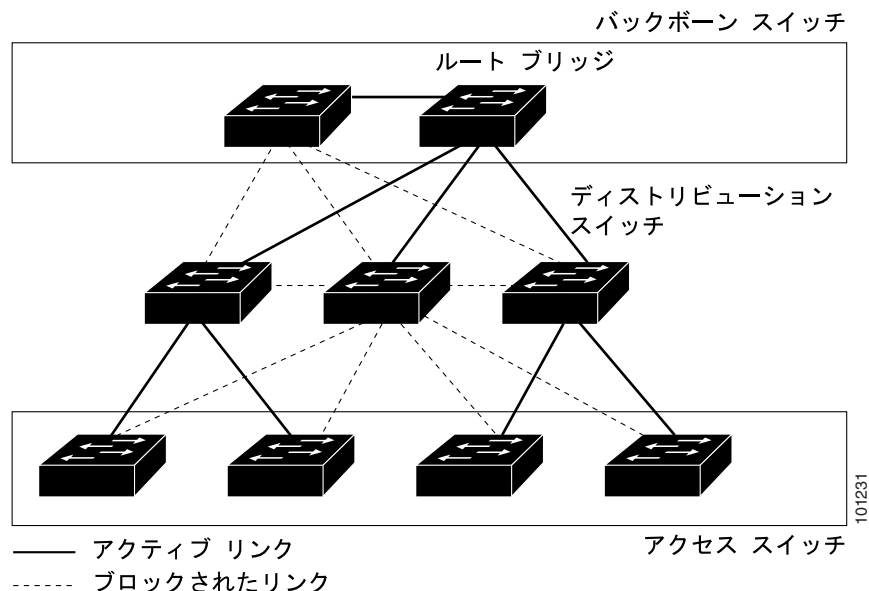 バックボーン スイッチ
ルート ブリッジ
ディストリビューション
スイッチ
アクセス スイッチ
101231
アクティブ リンク
ブロックされたリンク